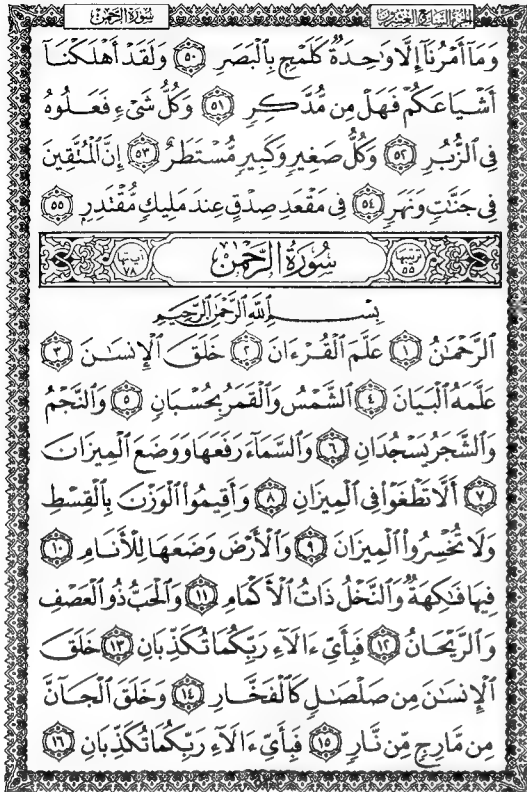 الجزء السابع والعشرون سورة الرحمن
وَمَآ أَمْرُنَآ إِلَّا وَٰحِدَةٌ كَلَمْحٍۭ بِٱلْبَصَرِ ٥٠ وَلَقَدْ أَهْلَكْنَآ
أَشْيَاعَكُمْ فَهَلْ مِن مُّدَّكِرٍ ٥١ وَكُلُّ شَىْءٍ فَعَلُوهُ
فِى ٱلزُّبُرِ ٥٢ وَكُلُّ صَغِيرٍ وَكَبِيرٍ مُّسْتَطَرٌ ٥٣ إِنَّ ٱلْمُتَّقِينَ
فِى جَنَّٰتٍ وَنَهَرٍ ٥٤ فِى مَقْعَدِ صِدْقٍ عِندَ مَلِيكٍ مُّقْتَدِرٍۭ ٥٥
ترتيبها ٥٥ سُورَةُ الرَّحْمٰن آياتها ٧٨
بِسْمِ ٱللَّهِ ٱلرَّحْمَٰنِ ٱلرَّحِيمِ
ٱلرَّحْمَٰنُ ١ عَلَّمَ ٱلْقُرْءَانَ ٢ خَلَقَ ٱلْإِنسَٰنَ ٣
عَلَّمَهُ ٱلْبَيَانَ ٤ ٱلشَّمْسُ وَٱلْقَمَرُ بِحُسْبَانٍ ٥ وَٱلنَّجْمُ
وَٱلشَّجَرُ يَسْجُدَانِ ٦ وَٱلسَّمَآءَ رَفَعَهَا وَوَضَعَ ٱلْمِيزَانَ
٧ أَلَّا تَطْغَوْا۟ فِى ٱلْمِيزَانِ ٨ وَأَقِيمُوا۟ ٱلْوَزْنَ بِٱلْقِسْطِ
وَلَا تُخْسِرُوا۟ ٱلْمِيزَانَ ٩ وَٱلْأَرْضَ وَضَعَهَا لِلْأَنَامِ ١٠
فِيهَا فَٰكِهَةٌ وَٱلنَّخْلُ ذَاتُ ٱلْأَكْمَامِ ١١ وَٱلْحَبُّ ذُو ٱلْعَصْفِ
وَٱلرَّيْحَانُ ١٢ فَبِأَىِّ ءَالَآءِ رَبِّكُمَا تُكَذِّبَانِ ١٣ خَلَقَ
ٱلْإِنسَٰنَ مِن صَلْصَٰلٍ كَٱلْفَخَّارِ ١٤ وَخَلَقَ ٱلْجَآنَّ
مِن مَّارِجٍ مِّن نَّارٍ ١٥ فَبِأَىِّ ءَالَآءِ رَبِّكُمَا تُكَذِّبَانِ ١٦